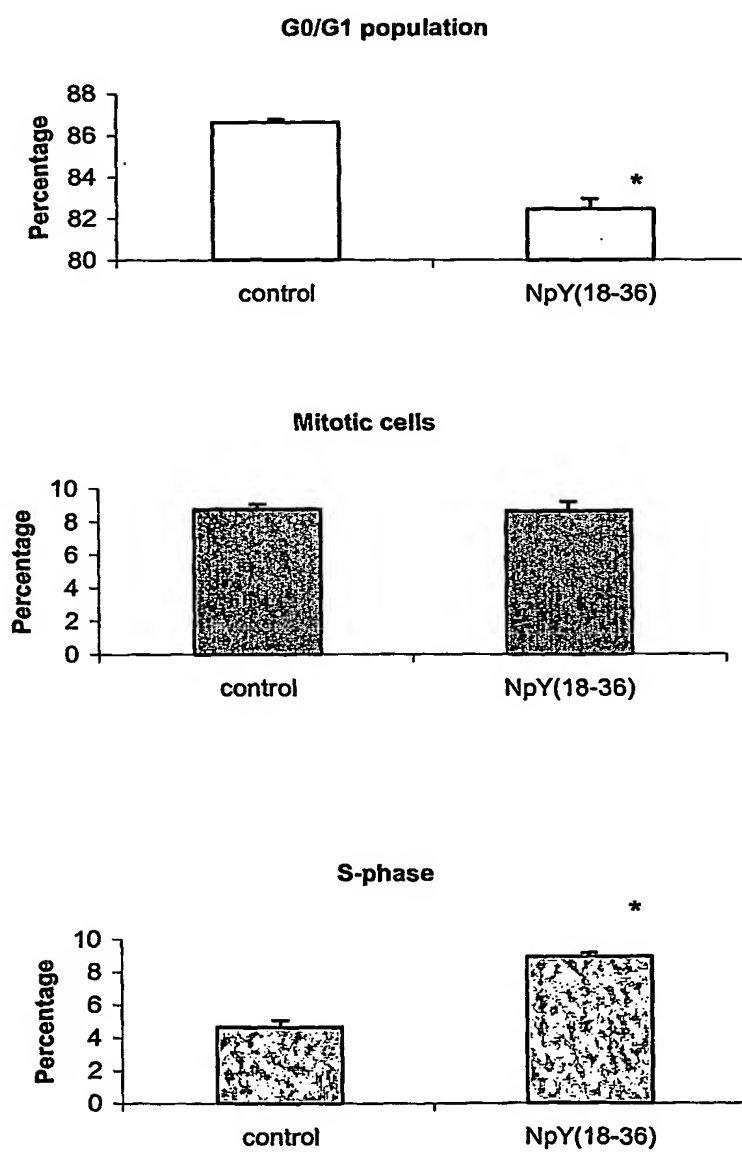 G0/G1 population
Percentage
88
86
84
82
80
*
control NpY(18-36)
Mitotic cells
Percentage
10
8
6
4
2
0
control NpY(18-36)
S-phase
*
Percentage
10
8
6
4
2
0
control NpY(18-36)